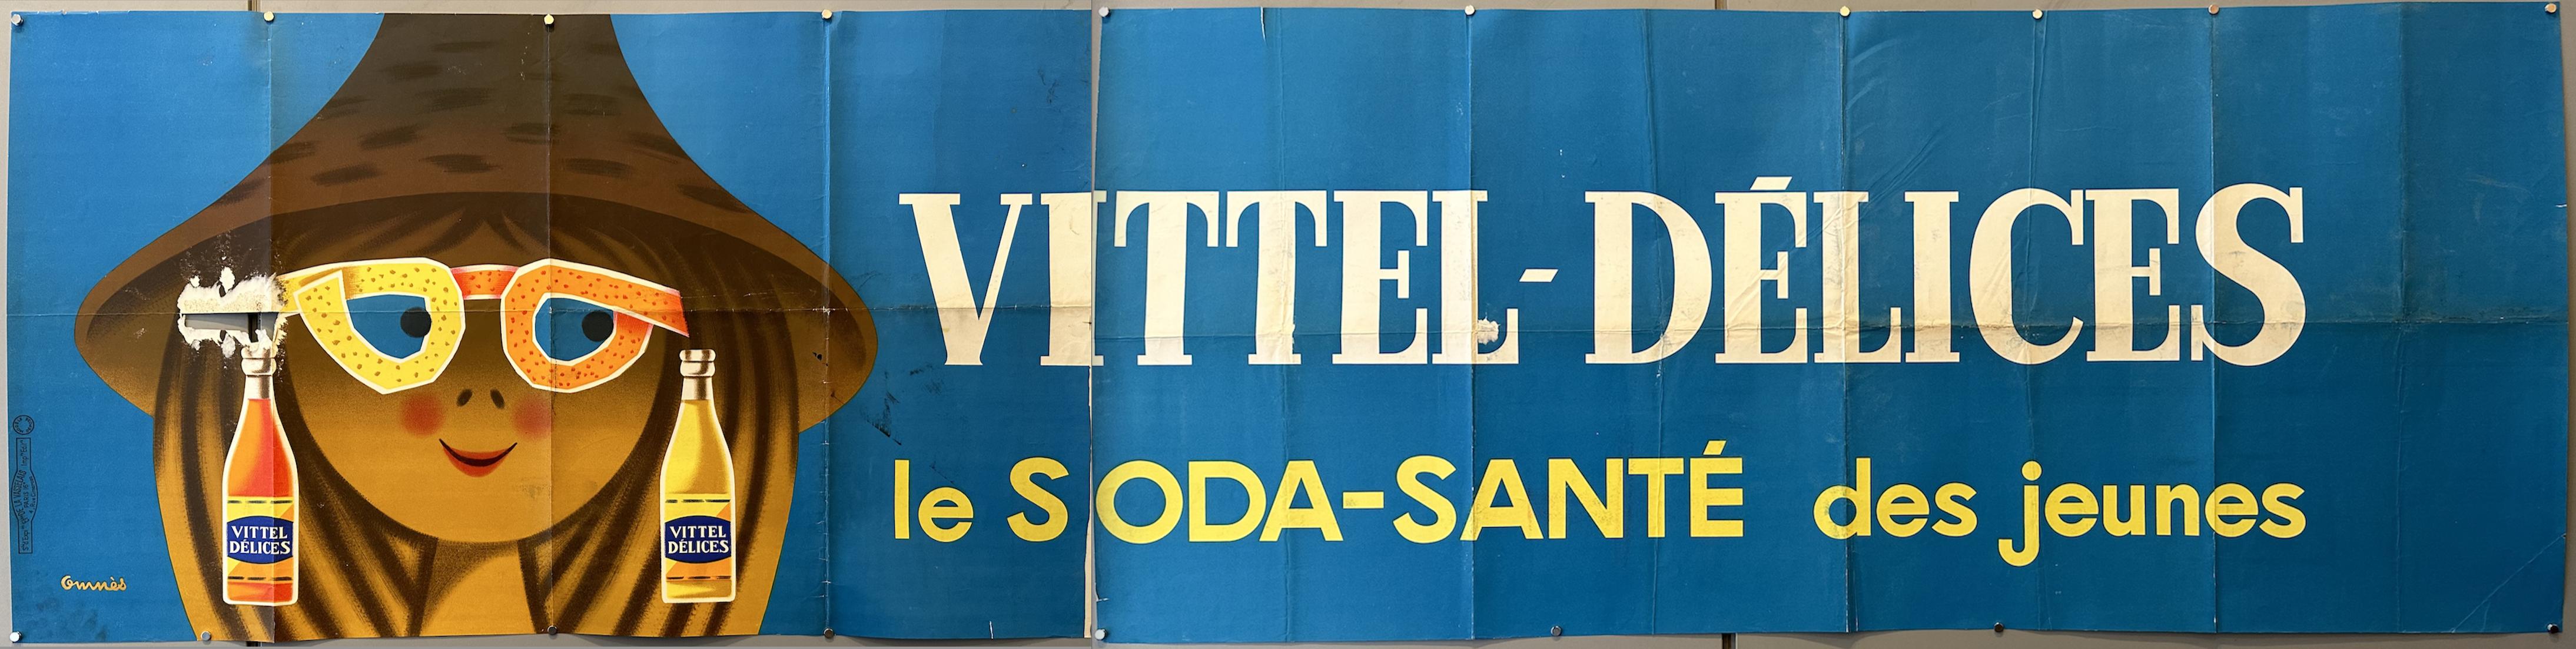 VITTEL-DÉLICES
le SODA-SANTÉ des jeunes
VITTEL
DÉLICES
VITTEL
DÉLICES
Omnès